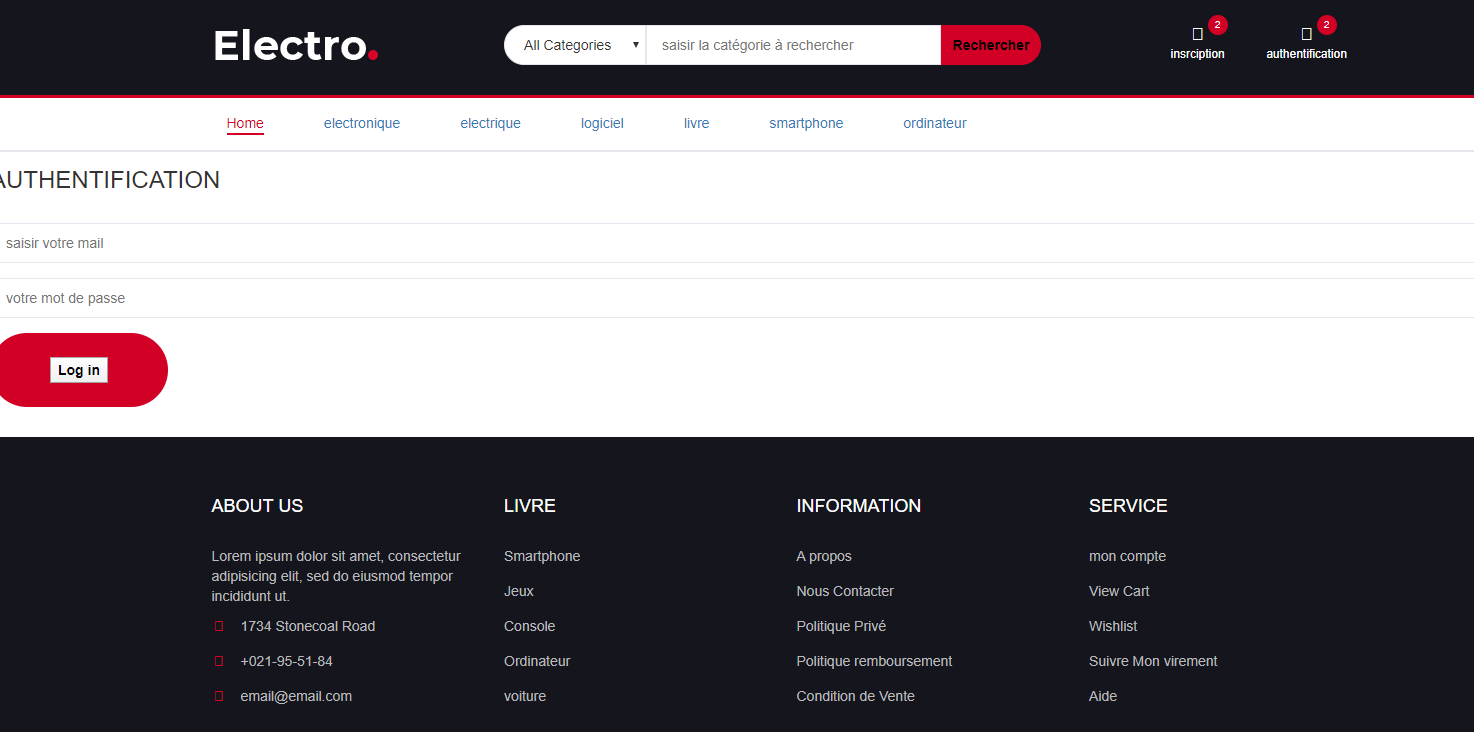 Electro.
All Categories
saisir la catégorie à rechercher
Rechercher
2
insrciption
2
authentification
Home
electronique
electrique
logiciel
livre
smartphone
ordinateur
AUTHENTIFICATION
saisir votre mail
votre mot de passe
Log in
ABOUT US
Lorem ipsum dolor sit amet, consectetur
adipisicing elit, sed do eiusmod tempor
incididunt ut.
1734 Stonecoal Road
+021-95-51-84
email@email.com
LIVRE
Smartphone
Jeux
Console
Ordinateur
voiture
INFORMATION
A propos
Nous Contacter
Politique Privé
Politique remboursement
Condition de Vente
SERVICE
mon compte
View Cart
Wishlist
Suivre Mon virement
Aide